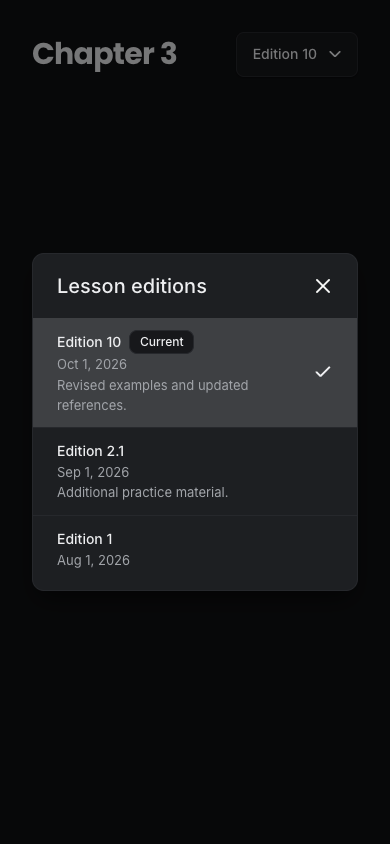 Chapter 3
Edition 10
Lesson editions
Edition 10 Current
Oct 1, 2026
Revised examples and updated
references.
Edition 2.1
Sep 1, 2026
Additional practice material.
Edition 1
Aug 1, 2026